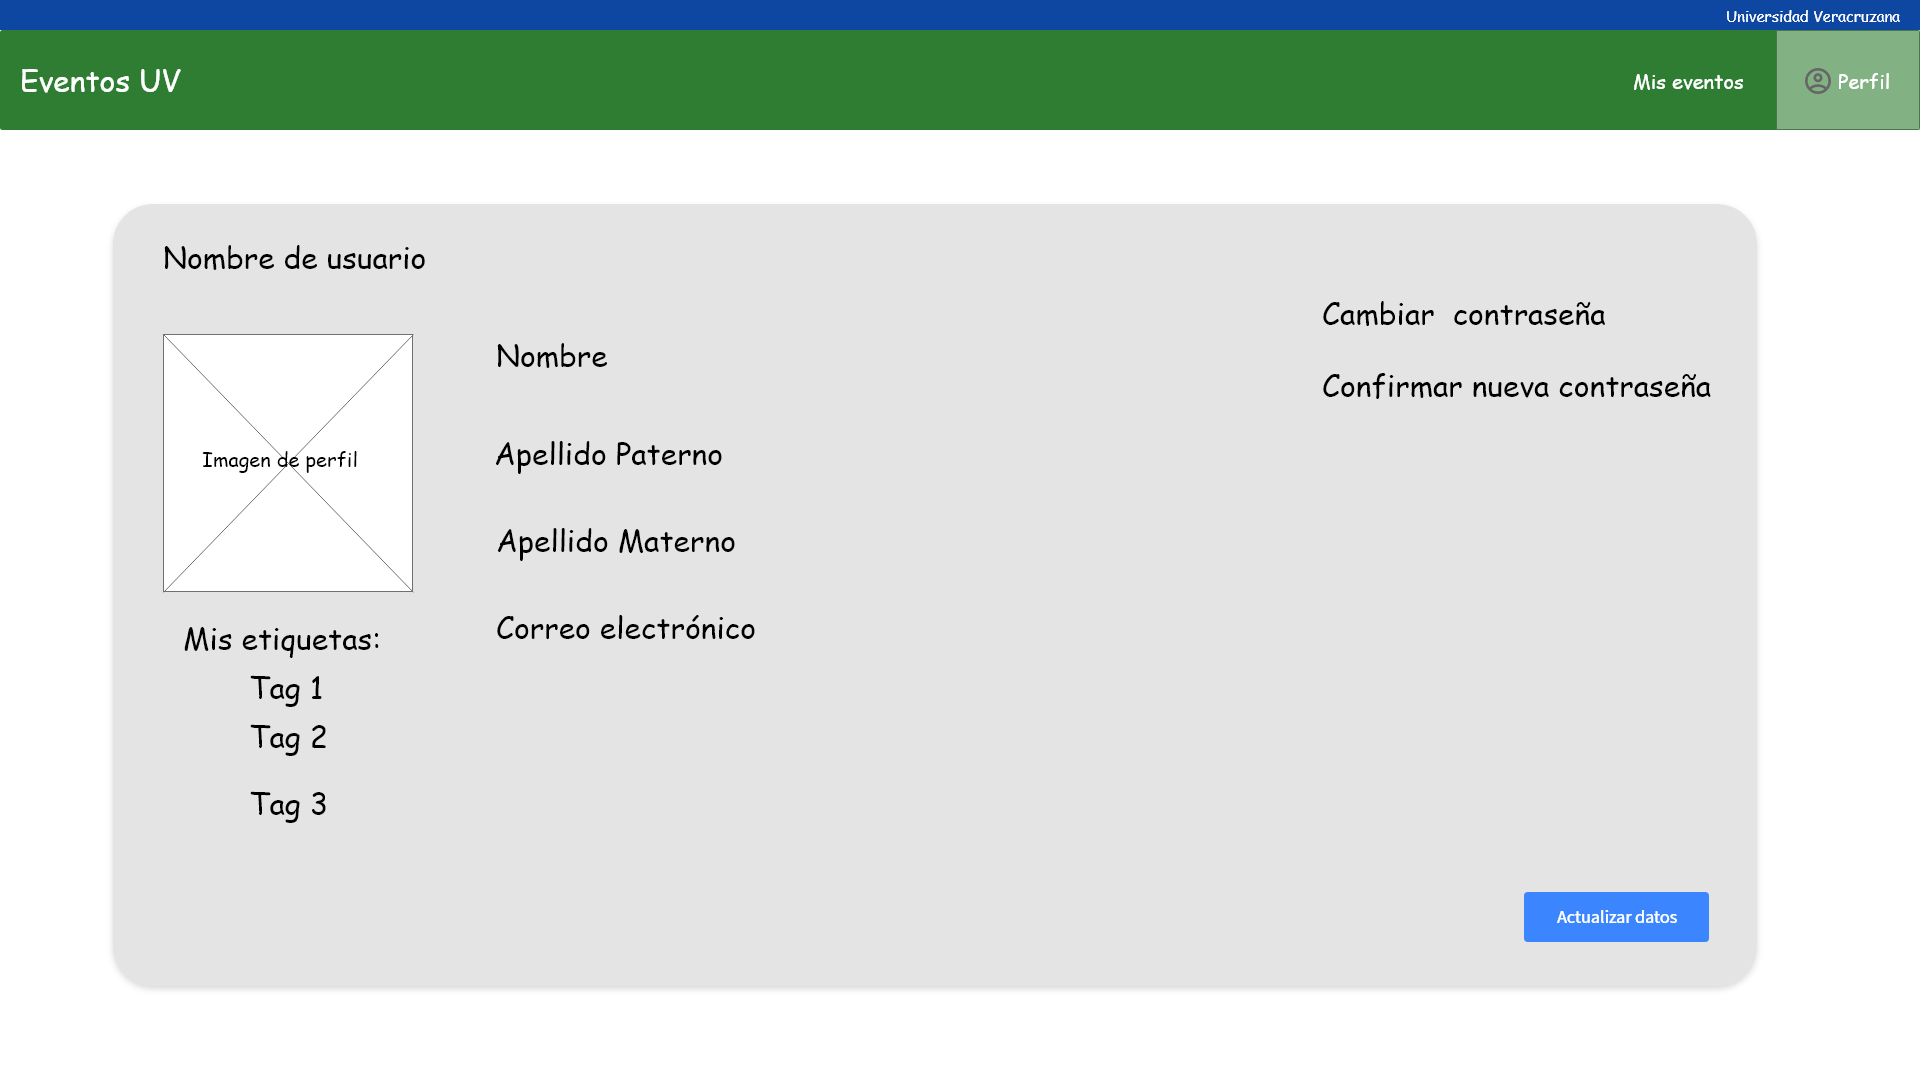 Universidad Veracruzana
Eventos UV
Mis eventos
Perfil
Nombre de usuario
Imagen de perfil
Mis etiquetas:
Tag 1
Tag 2
Tag 3
Nombre
Apellido Paterno
Apellido Materno
Correo electrónico
Cambiar  contraseña
Confirmar nueva contraseña
Actualizar datos